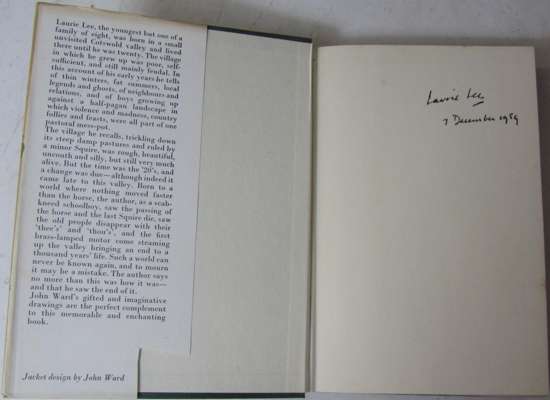 Laurie Lee, the youngest but one of a
family of eight, was born in a small
unvisited Cotswold valley and lived
there until he was twenty. The village
in which he grew up was poor, self-
sufficient, and still mainly feudal. In
this account of his early years he tells
of thin winters, fat summers, local
legends and ghosts, of neighbours and
relations, and of boys growing up
against a half-pagan landscape in
which violence and madness, country
follies and feasts, were all part of one
pastoral mess-pot.
The village he recalls, trickling down
its steep damp pastures and ruled by
a minor Squire, was rough, beautiful,
uncouth and silly, but still very much
alive. But the time was the '20's, and
a change was due—although indeed it
came late to this valley. Born to a
world where nothing moved faster
than the horse, the author, as a scab-
kneed schoolboy, saw the passing of
the horse and the last Squire die, saw
the old people disappear with their
'thee's' and 'thou's', and the first
brass-lamped motor come steaming
up the valley bringing an end to a
thousand years' life. Such a world can
never be known again, and to mourn
it may be a mistake. The author says
no more than this was how it was—
and that he saw the end of it.
John Ward's gifted and imaginative
drawings are the perfect complement
to this memorable and enchanting
book.
Jacket design by John Ward
Laurie Lee
7 December 1959